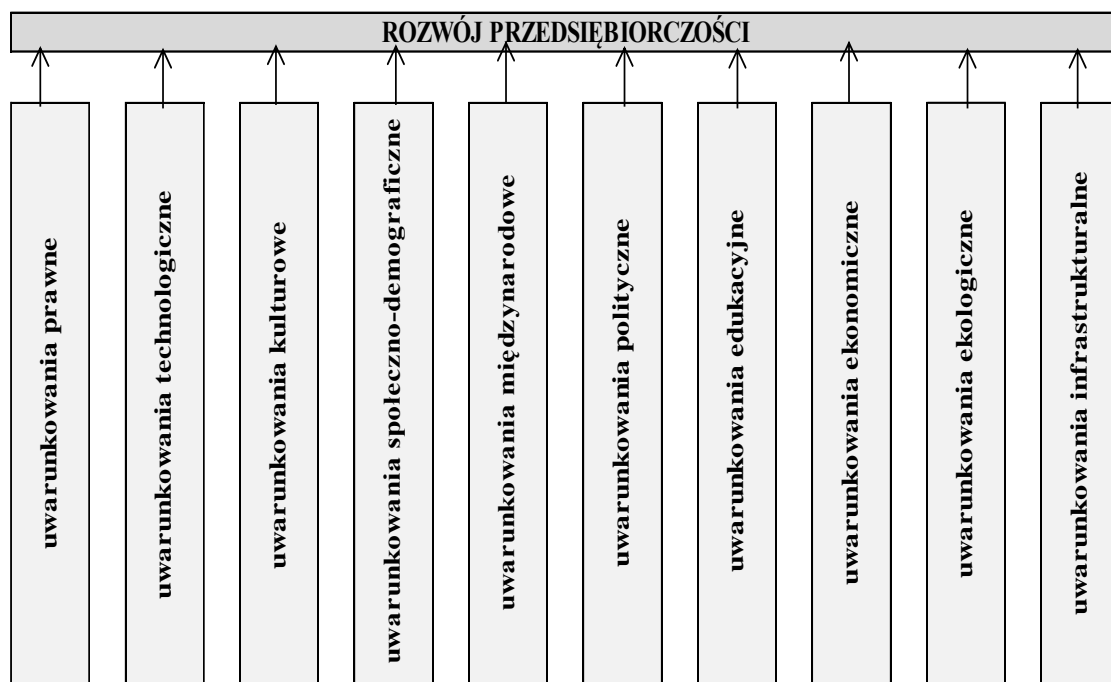 ROZWÓJ PRZEDSIĘBIORCZOŚCI
uwarunkowania prawne
uwarunkowania technologiczne
uwarunkowania kulturowe
uwarunkowania społeczno-demograficzne
uwarunkowania międzynarodowe
uwarunkowania polityczne
uwarunkowania edukacyjne
uwarunkowania ekonomiczne
uwarunkowania ekologiczne
uwarunkowania infrastrukturalne